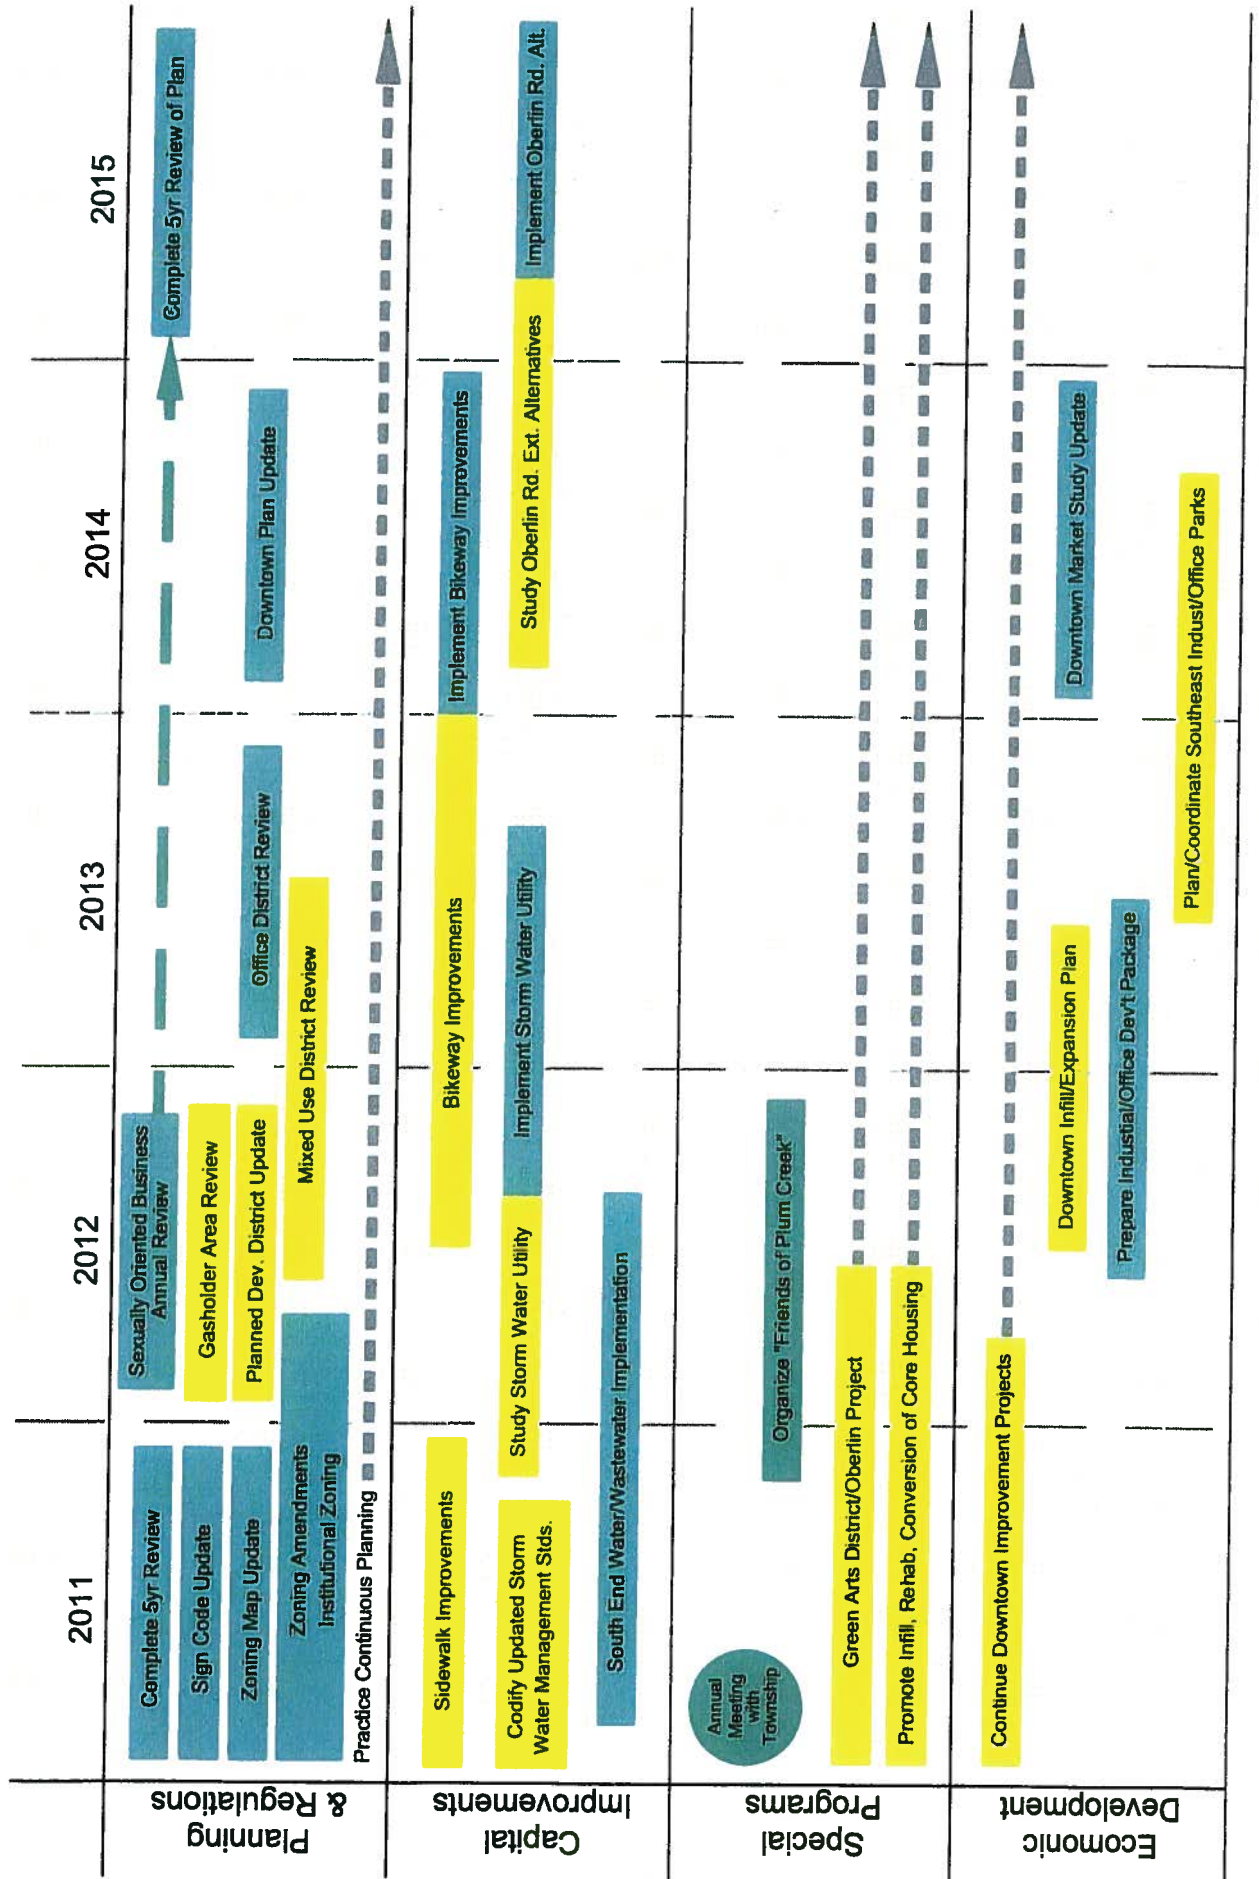 2011
2012
2013
2014
2015
Planning
& Regulations
Complete 5yr Review
Sexually Oriented Business
Annual Review
Complete 5yr Review of Plan
Sign Code Update
Gasholder Area Review
Zoning Map Update
Planned Dev. District Update
Office District Review
Downtown Plan Update
Zoning Amendments
Institutional Zoning
Mixed Use District Review
Practice Continuous Planning
Capital
Improvements
Sidewalk Improvements
Bikeway Improvements
Implement Bikeway Improvements
Codify Updated Storm
Water Management Stds.
Study Storm Water Utility
Implement Storm Water Utility
Study Oberlin Rd. Ext. Alternatives
Implement Oberlin Rd. Alt.
South End Water/Wastewater Implementation
Special
Programs
Annual
Meeting
with
Township
Organize "Friends of Plum Creek"
Green Arts District/Oberlin Project
Promote Infill, Rehab, Conversion of Core Housing
Ecomonic
Development
Continue Downtown Improvement Projects
Downtown Infill/Expansion Plan
Downtown Market Study Update
Prepare Industial/Office Dev't Package
Plan/Coordinate Southeast Indust/Office Parks